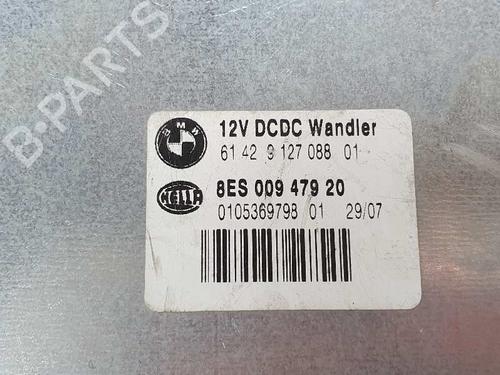 B-PARTS
BMW
12V DCDC Wandler
61 42 9 127 088 01
HELLA
8ES 009 479 20
0105369798 01 29/07